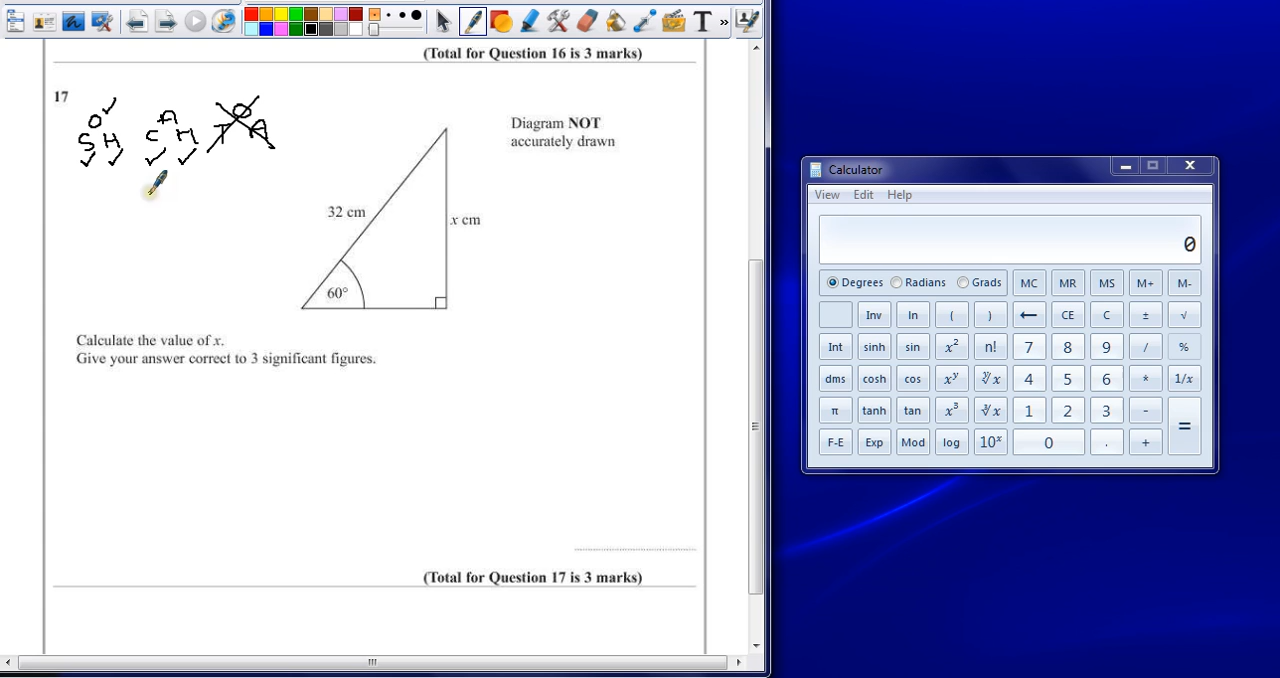 (Total for Question 16 is 3 marks)
17
O A O
S H C H T A
Diagram NOT
accurately drawn
32 cm
x cm
60°
Calculate the value of x.
Give your answer correct to 3 significant figures.
(Total for Question 17 is 3 marks)
T »
Calculator
View Edit Help
0
Degrees Radians Grads MC MR MS M+ M-
Inv ln ( ) ← CE C ± √
Int sinh sin x² n! 7 8 9 / %
dms cosh cos xʸ ʸ√x 4 5 6 * 1/x
π tanh tan x³ ³√x 1 2 3 - =
F-E Exp Mod log 10ˣ 0 . +